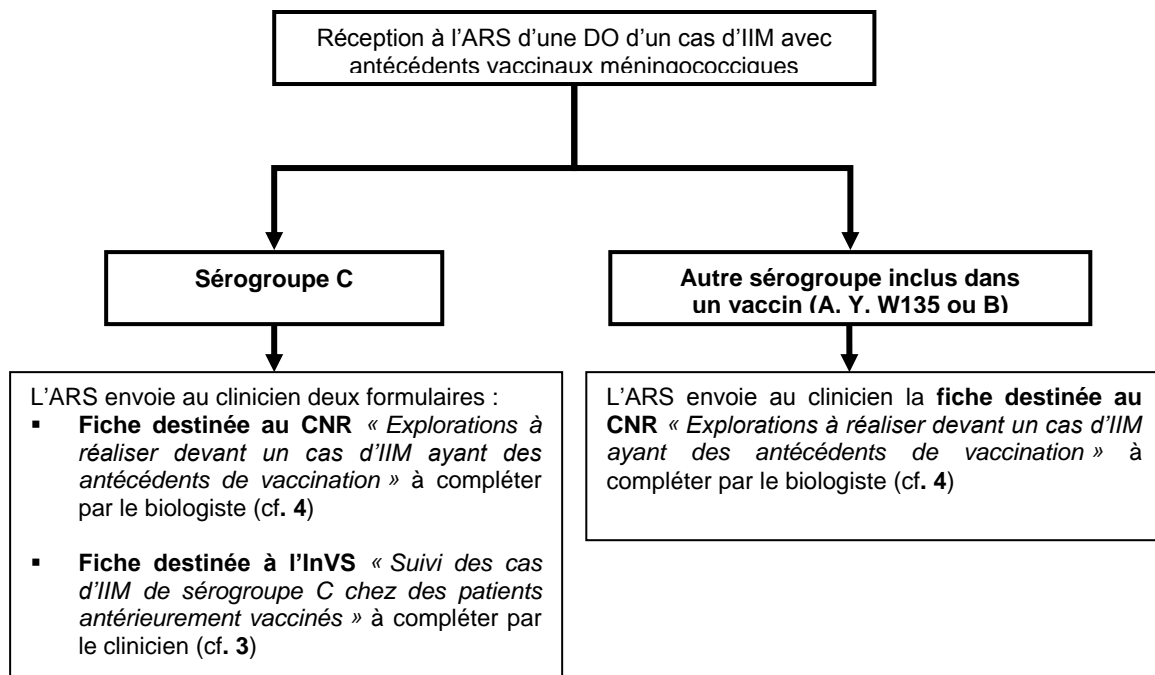 Réception à l'ARS d'une DO d'un cas d'IIM avec
antécédents vaccinaux méningococciques
Sérogroupe C
Autre sérogroupe inclus dans
un vaccin (A, Y, W135 ou B)
L'ARS envoie au clinicien deux formulaires :
▪ Fiche destinée au CNR « Explorations à
réaliser devant un cas d'IIM ayant des
antécédents de vaccination » à compléter
par le biologiste (cf. 4)
▪ Fiche destinée à l'InVS « Suivi des cas
d'IIM de sérogroupe C chez des patients
antérieurement vaccinés » à compléter par
le clinicien (cf. 3)
L'ARS envoie au clinicien la fiche destinée au
CNR « Explorations à réaliser devant un cas d'IIM
ayant des antécédents de vaccination » à
compléter par le biologiste (cf. 4)